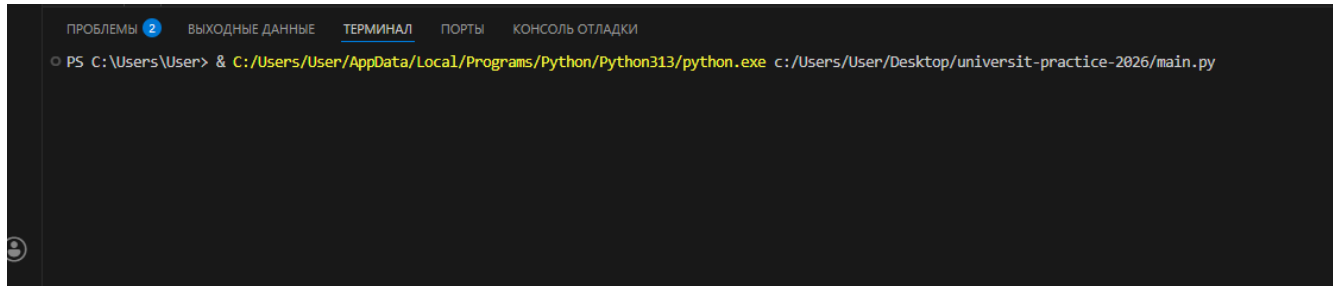 ПРОБЛЕМЫ 2 ВЫХОДНЫЕ ДАННЫЕ ТЕРМИНАЛ ПОРТЫ КОНСОЛЬ ОТЛАДКИ
PS C:\Users\User> & C:/Users/User/AppData/Local/Programs/Python/Python313/python.exe c:/Users/User/Desktop/universit-practice-2026/main.py